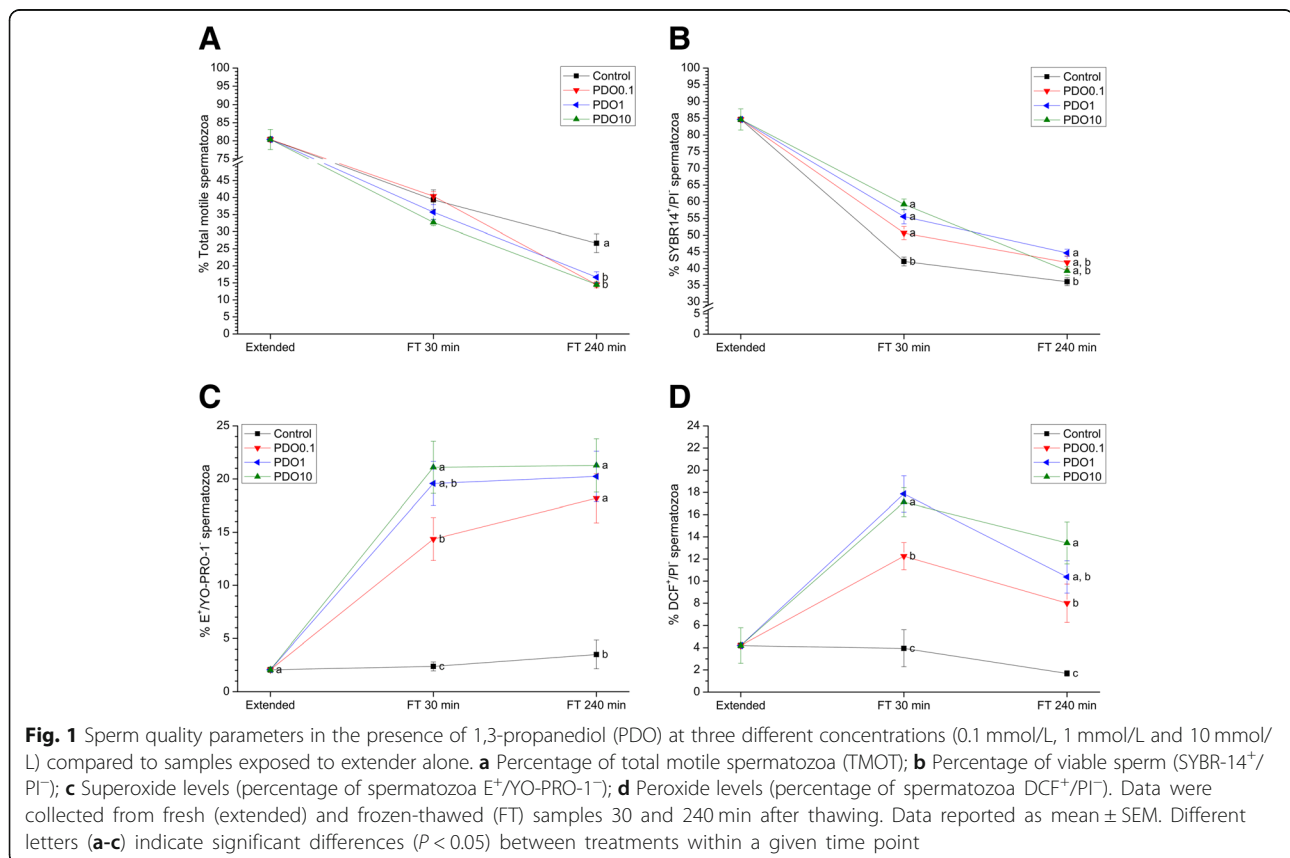 A
% Total motile spermatozoa
100
95
90
85
80
75
50
45
40
35
30
25
20
15
10
5
0
Control
PDO0.1
PDO1
PDO10
a
b
b
Extended
FT 30 min
FT 240 min
B
% SYBR14⁺/PI⁻ spermatozoa
100
95
90
85
80
75
70
65
60
55
50
45
40
35
30
5
0
Control
PDO0.1
PDO1
PDO10
a
a
a
b
a
a, b
a, b
b
Extended
FT 30 min
FT 240 min
C
% E⁺/YO-PRO-1⁻ spermatozoa
25
20
15
10
5
0
Control
PDO0.1
PDO1
PDO10
a
a
a, b
b
c
a
a
b
Extended
FT 30 min
FT 240 min
D
% DCF⁺/PI⁻ spermatozoa
24
22
20
18
16
14
12
10
8
6
4
2
0
Control
PDO0.1
PDO1
PDO10
a
b
c
a
a, b
b
c
Extended
FT 30 min
FT 240 min
Fig. 1 Sperm quality parameters in the presence of 1,3-propanediol (PDO) at three different concentrations (0.1 mmol/L, 1 mmol/L and 10 mmol/
L) compared to samples exposed to extender alone. a Percentage of total motile spermatozoa (TMOT); b Percentage of viable sperm (SYBR-14⁺/
PI⁻); c Superoxide levels (percentage of spermatozoa E⁺/YO-PRO-1⁻); d Peroxide levels (percentage of spermatozoa DCF⁺/PI⁻). Data were
collected from fresh (extended) and frozen-thawed (FT) samples 30 and 240 min after thawing. Data reported as mean ± SEM. Different
letters (a-c) indicate significant differences (P < 0.05) between treatments within a given time point